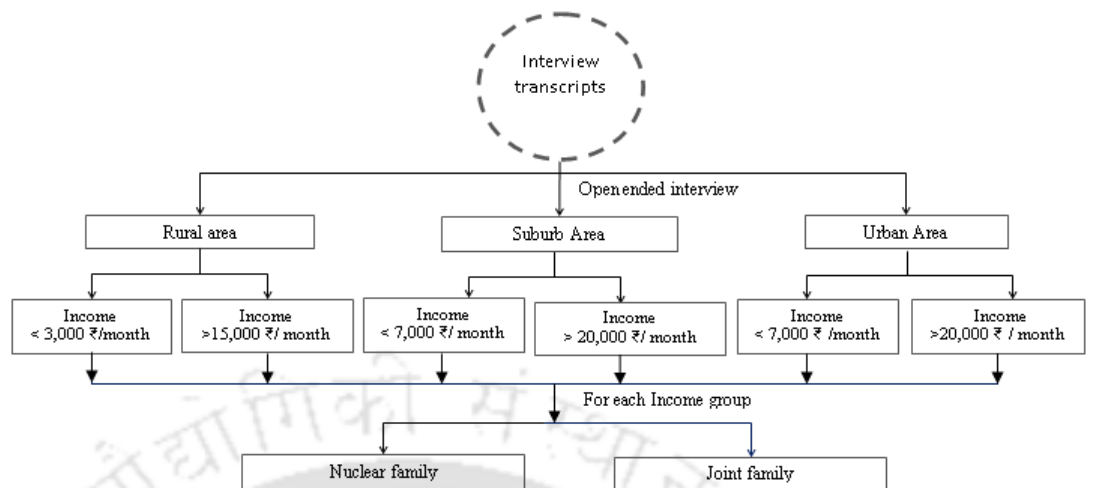 Interview
transcripts
Open ended interview
Rural area
Suburb Area
Urban Area
Income
< 3,000 ₹/month
Income
>15,000 ₹/ month
Income
< 7,000 ₹/ month
Income
> 20,000 ₹/ month
Income
< 7,000 ₹ /month
Income
>20,000 ₹ / month
For each Income group
Nuclear family
Joint family